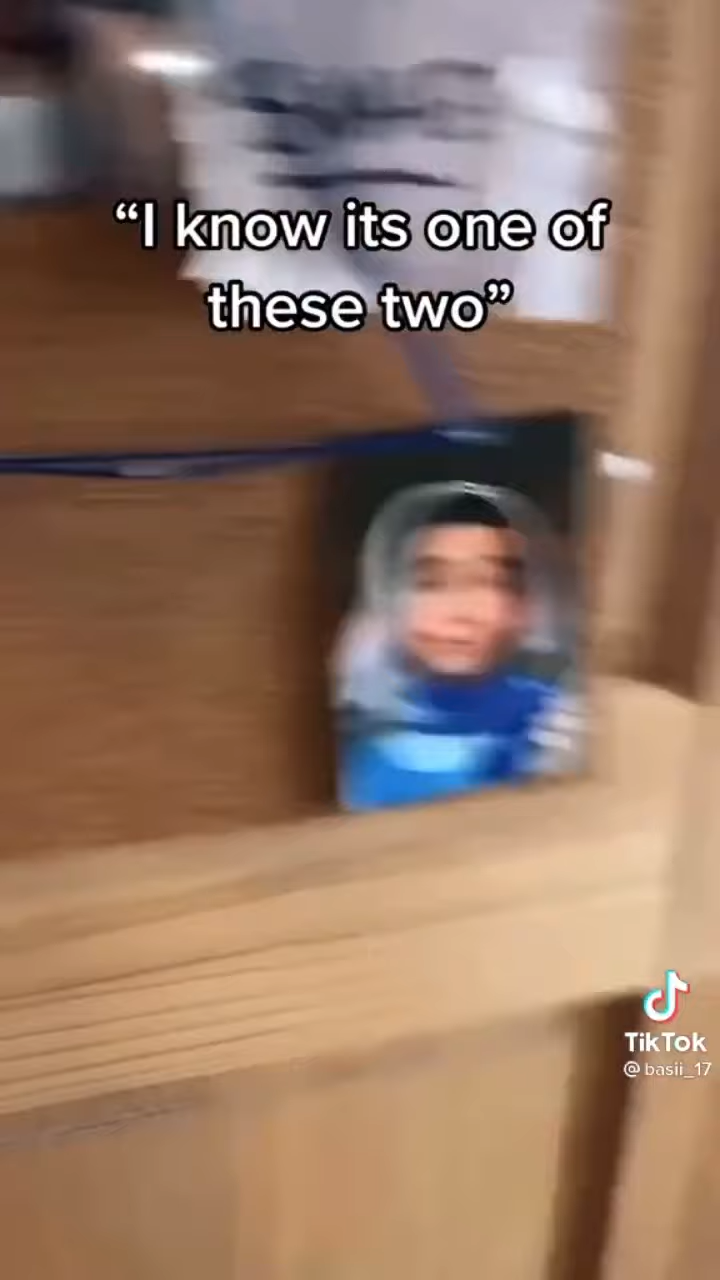 “I know its one of
these two”
TikTok
@basii_17